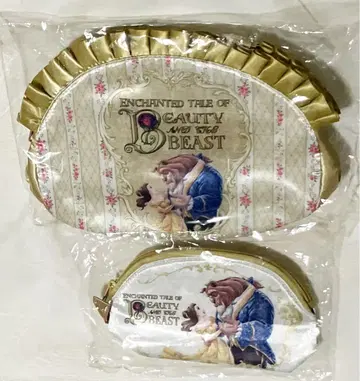 ENCHANTED TALE OF
BEAUTY
AND THE
BEAST
ENCHANTED TALE OF
BEAUTY
AND THE
BEAST